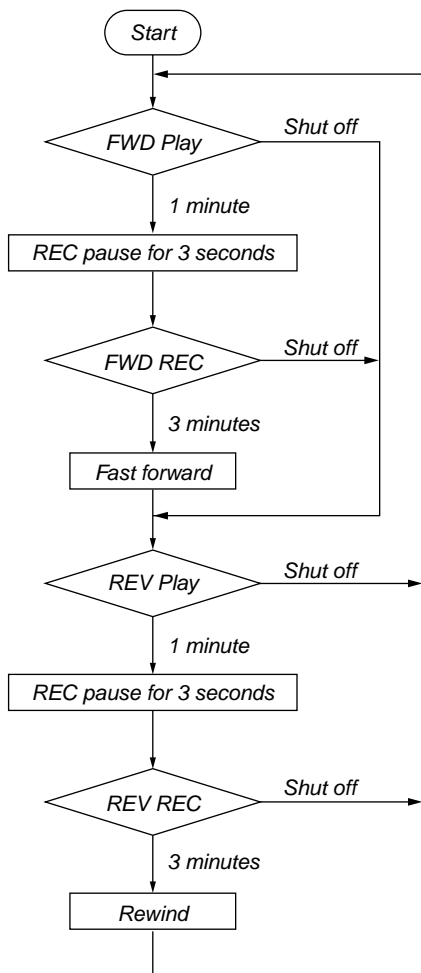 Start
FWD Play
Shut off
1 minute
REC pause for 3 seconds
FWD REC
Shut off
3 minutes
Fast forward
REV Play
Shut off
1 minute
REC pause for 3 seconds
REV REC
Shut off
3 minutes
Rewind